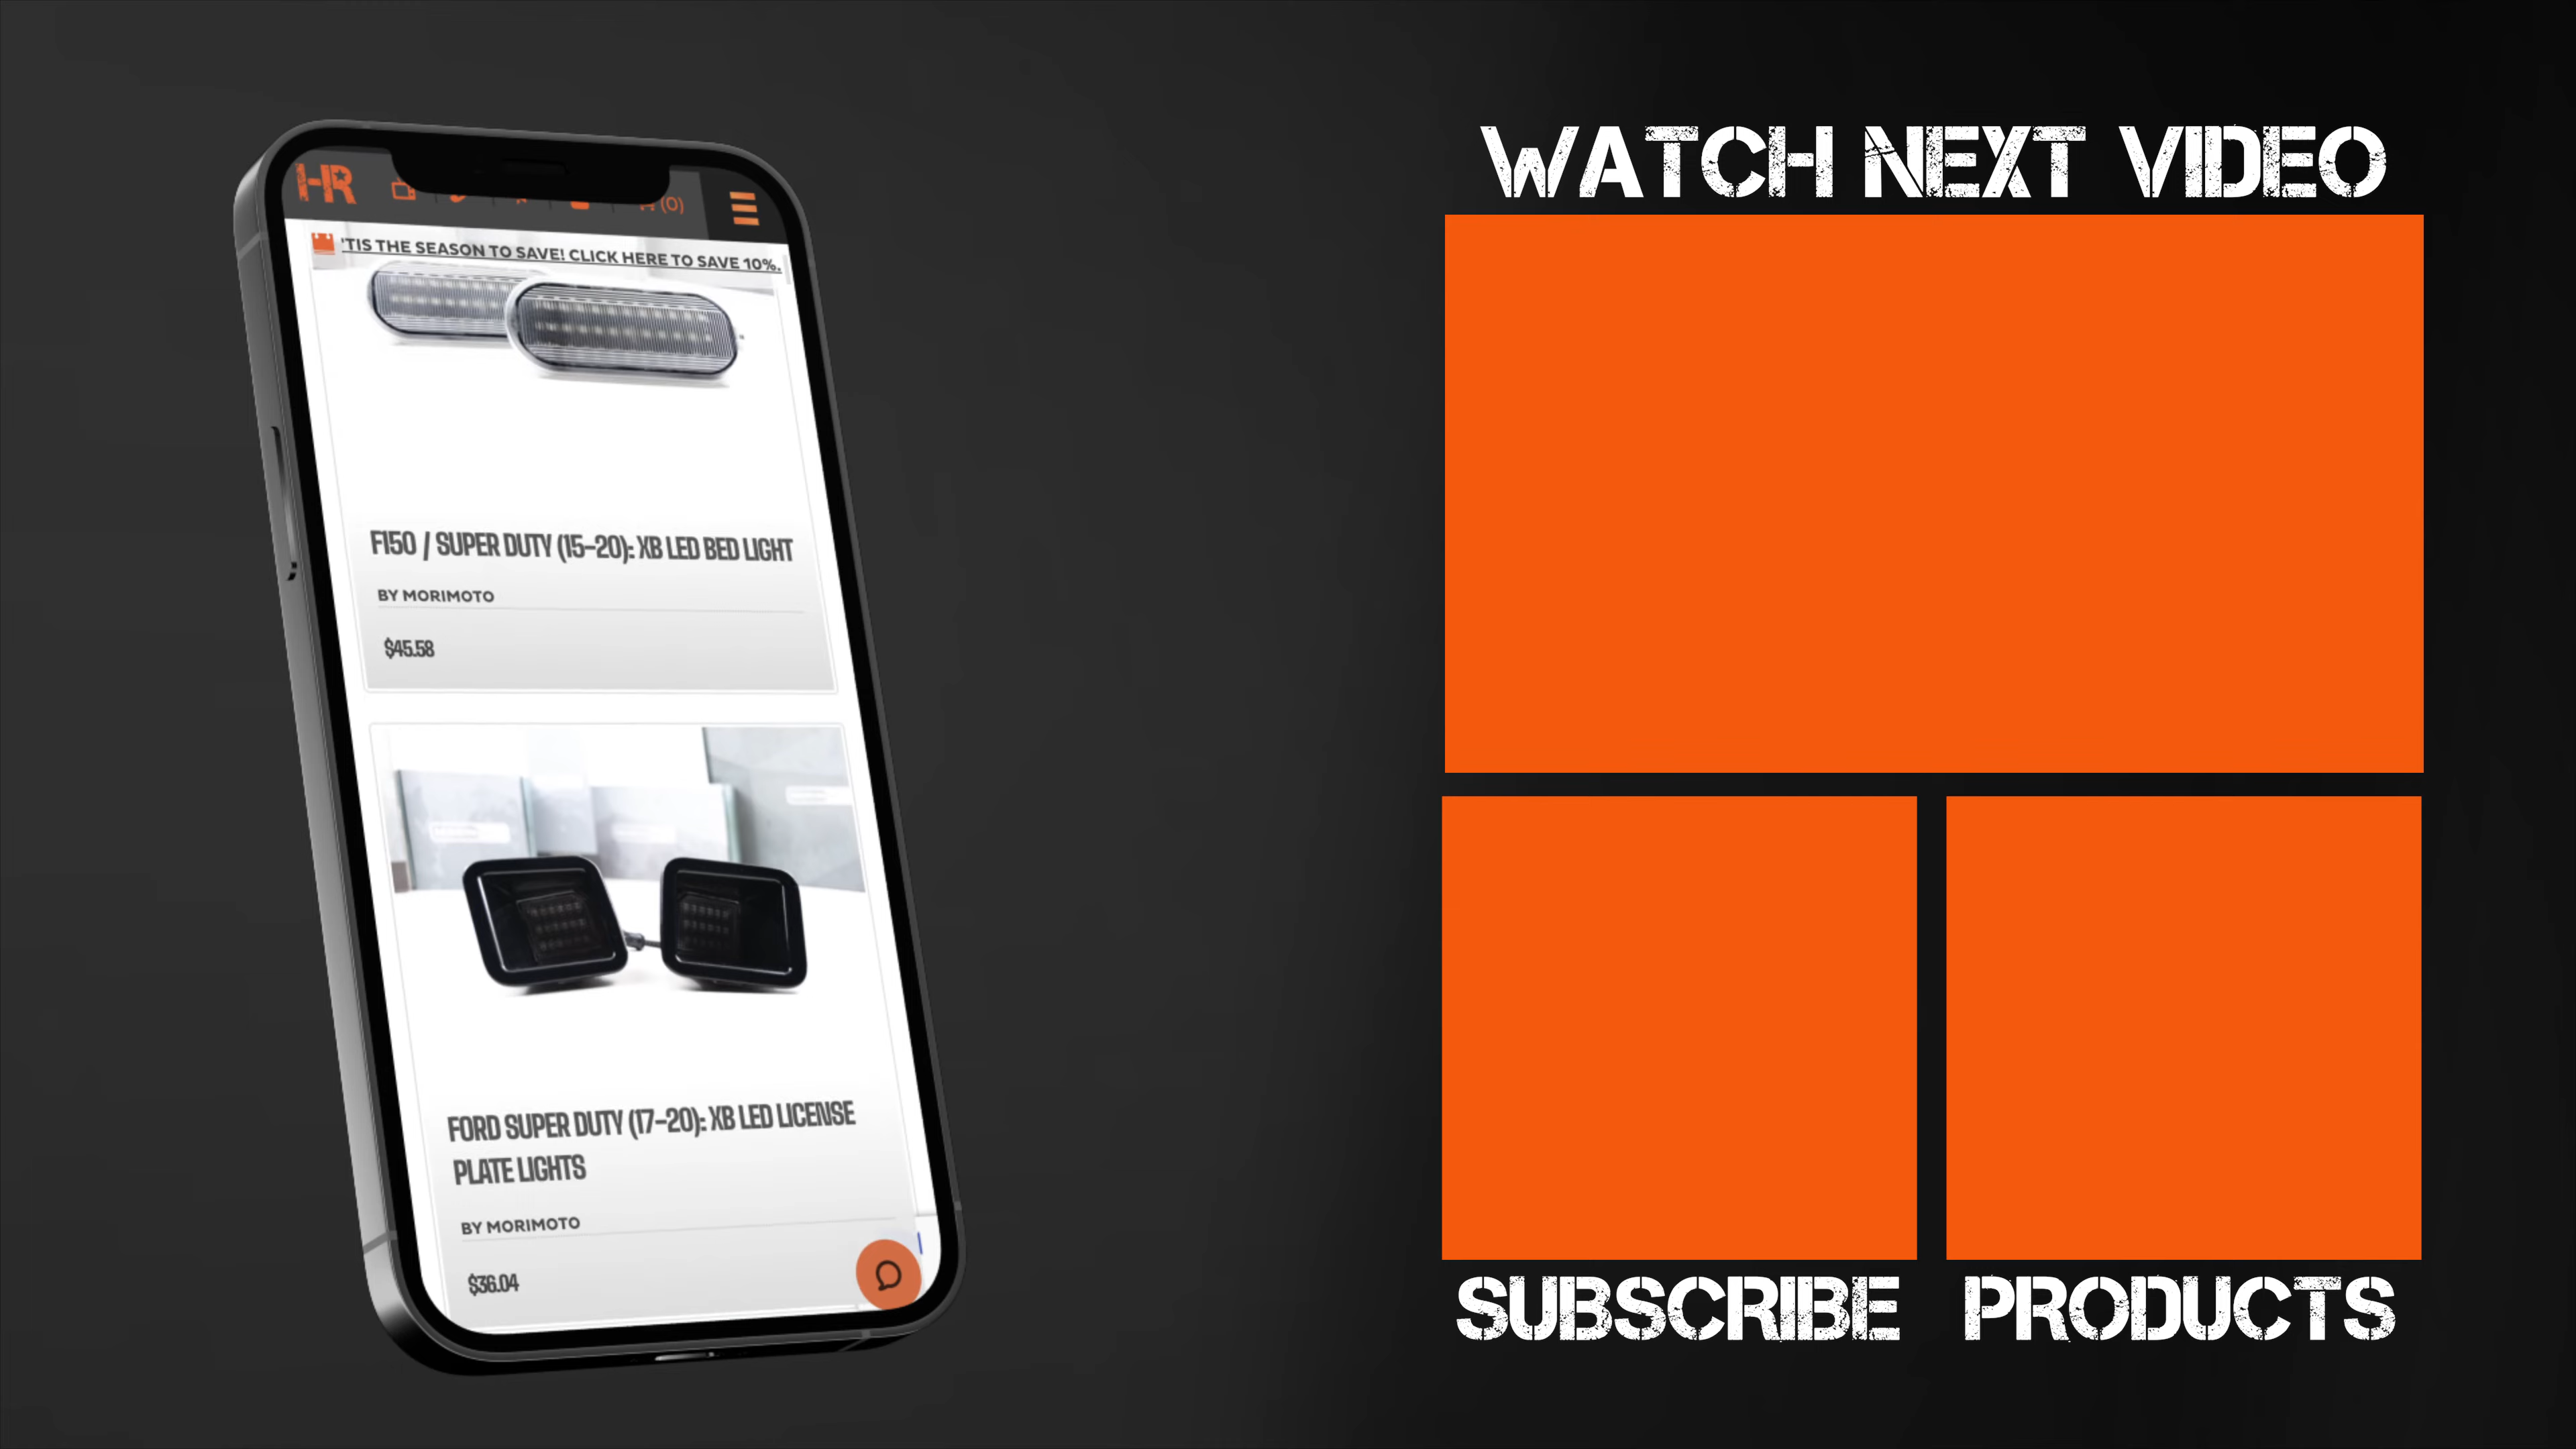 HR
(0)
'TIS THE SEASON TO SAVE! CLICK HERE TO SAVE 10%.
F150 / SUPER DUTY (15-20): XB LED BED LIGHT
BY MORIMOTO
$45.58
FORD SUPER DUTY (17-20): XB LED LICENSE
PLATE LIGHTS
BY MORIMOTO
$36.04
WATCH NEXT VIDEO
SUBSCRIBE
PRODUCTS